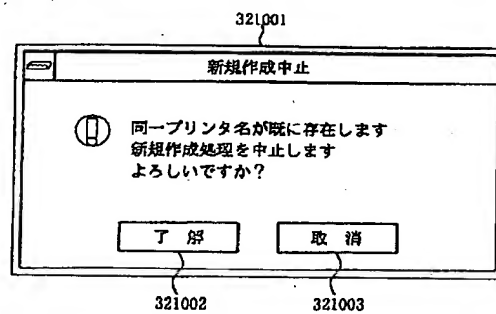 321001
新規作成中止
同一プリンタ名が既に存在します
新規作成処理を中止します
よろしいですか？
了 解
取 消
321002
321003